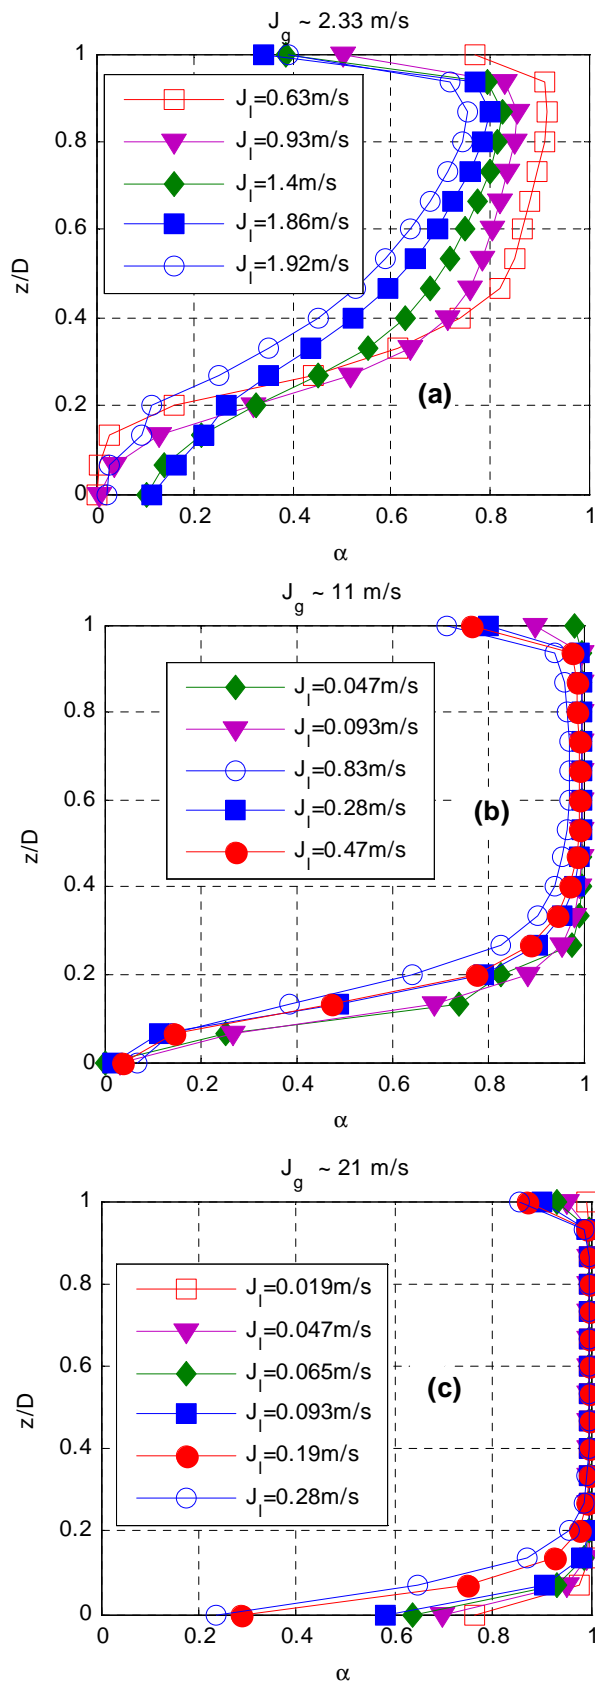 J_g ~ 2.33 m/s
1
0.8
0.6
0.4
0.2
0
z/D
J_l=0.63m/s
J_l=0.93m/s
J_l=1.4m/s
J_l=1.86m/s
J_l=1.92m/s
(a)
0 0.2 0.4 0.6 0.8 1
α
J_g ~ 11 m/s
1
0.8
0.6
0.4
0.2
0
z/D
J_l=0.047m/s
J_l=0.093m/s
J_l=0.83m/s
J_l=0.28m/s
J_l=0.47m/s
(b)
0 0.2 0.4 0.6 0.8 1
α
J_g ~ 21 m/s
1
0.8
0.6
0.4
0.2
0
z/D
J_l=0.019m/s
J_l=0.047m/s
J_l=0.065m/s
J_l=0.093m/s
J_l=0.19m/s
J_l=0.28m/s
(c)
0 0.2 0.4 0.6 0.8 1
α